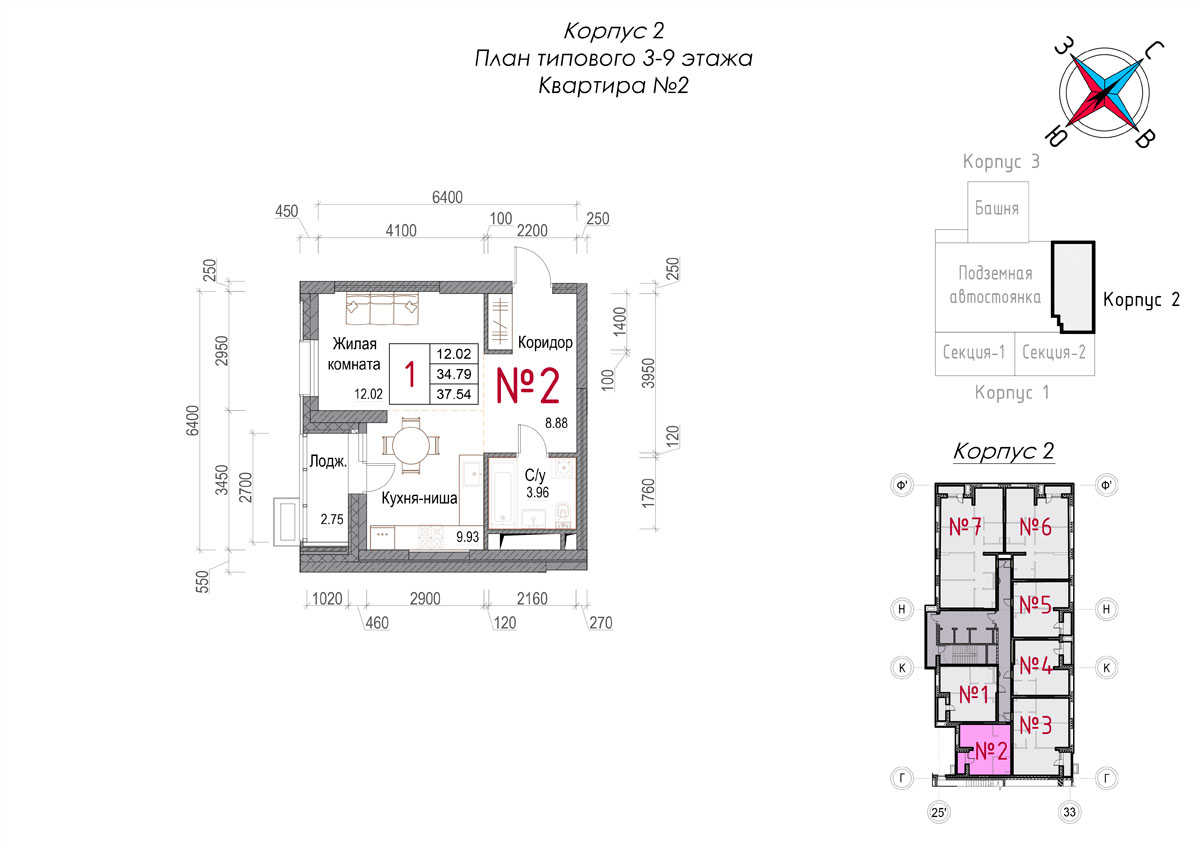 Корпус 2
План типового 3-9 этажа
Квартира №2
З
С
Ю
В
Корпус 3
Башня
Подземная
автостоянка
Корпус 2
Секция-1
Секция-2
Корпус 1
6400
450
100
250
4100
2200
250
250
2950
6400
3450
2700
550
1400
3950
100
120
1760
Жилая
комната
12.02
1
12.02
34.79
37.54
Коридор
№2
8.88
Лодж.
2.75
Кухня-ниша
9.93
С/у
3.96
1020
2900
2160
460
120
270
Корпус 2
Ф'
Ф'
№7
№6
№5
Н
Н
№4
К
К
№1
№3
№2
Г
Г
25'
33